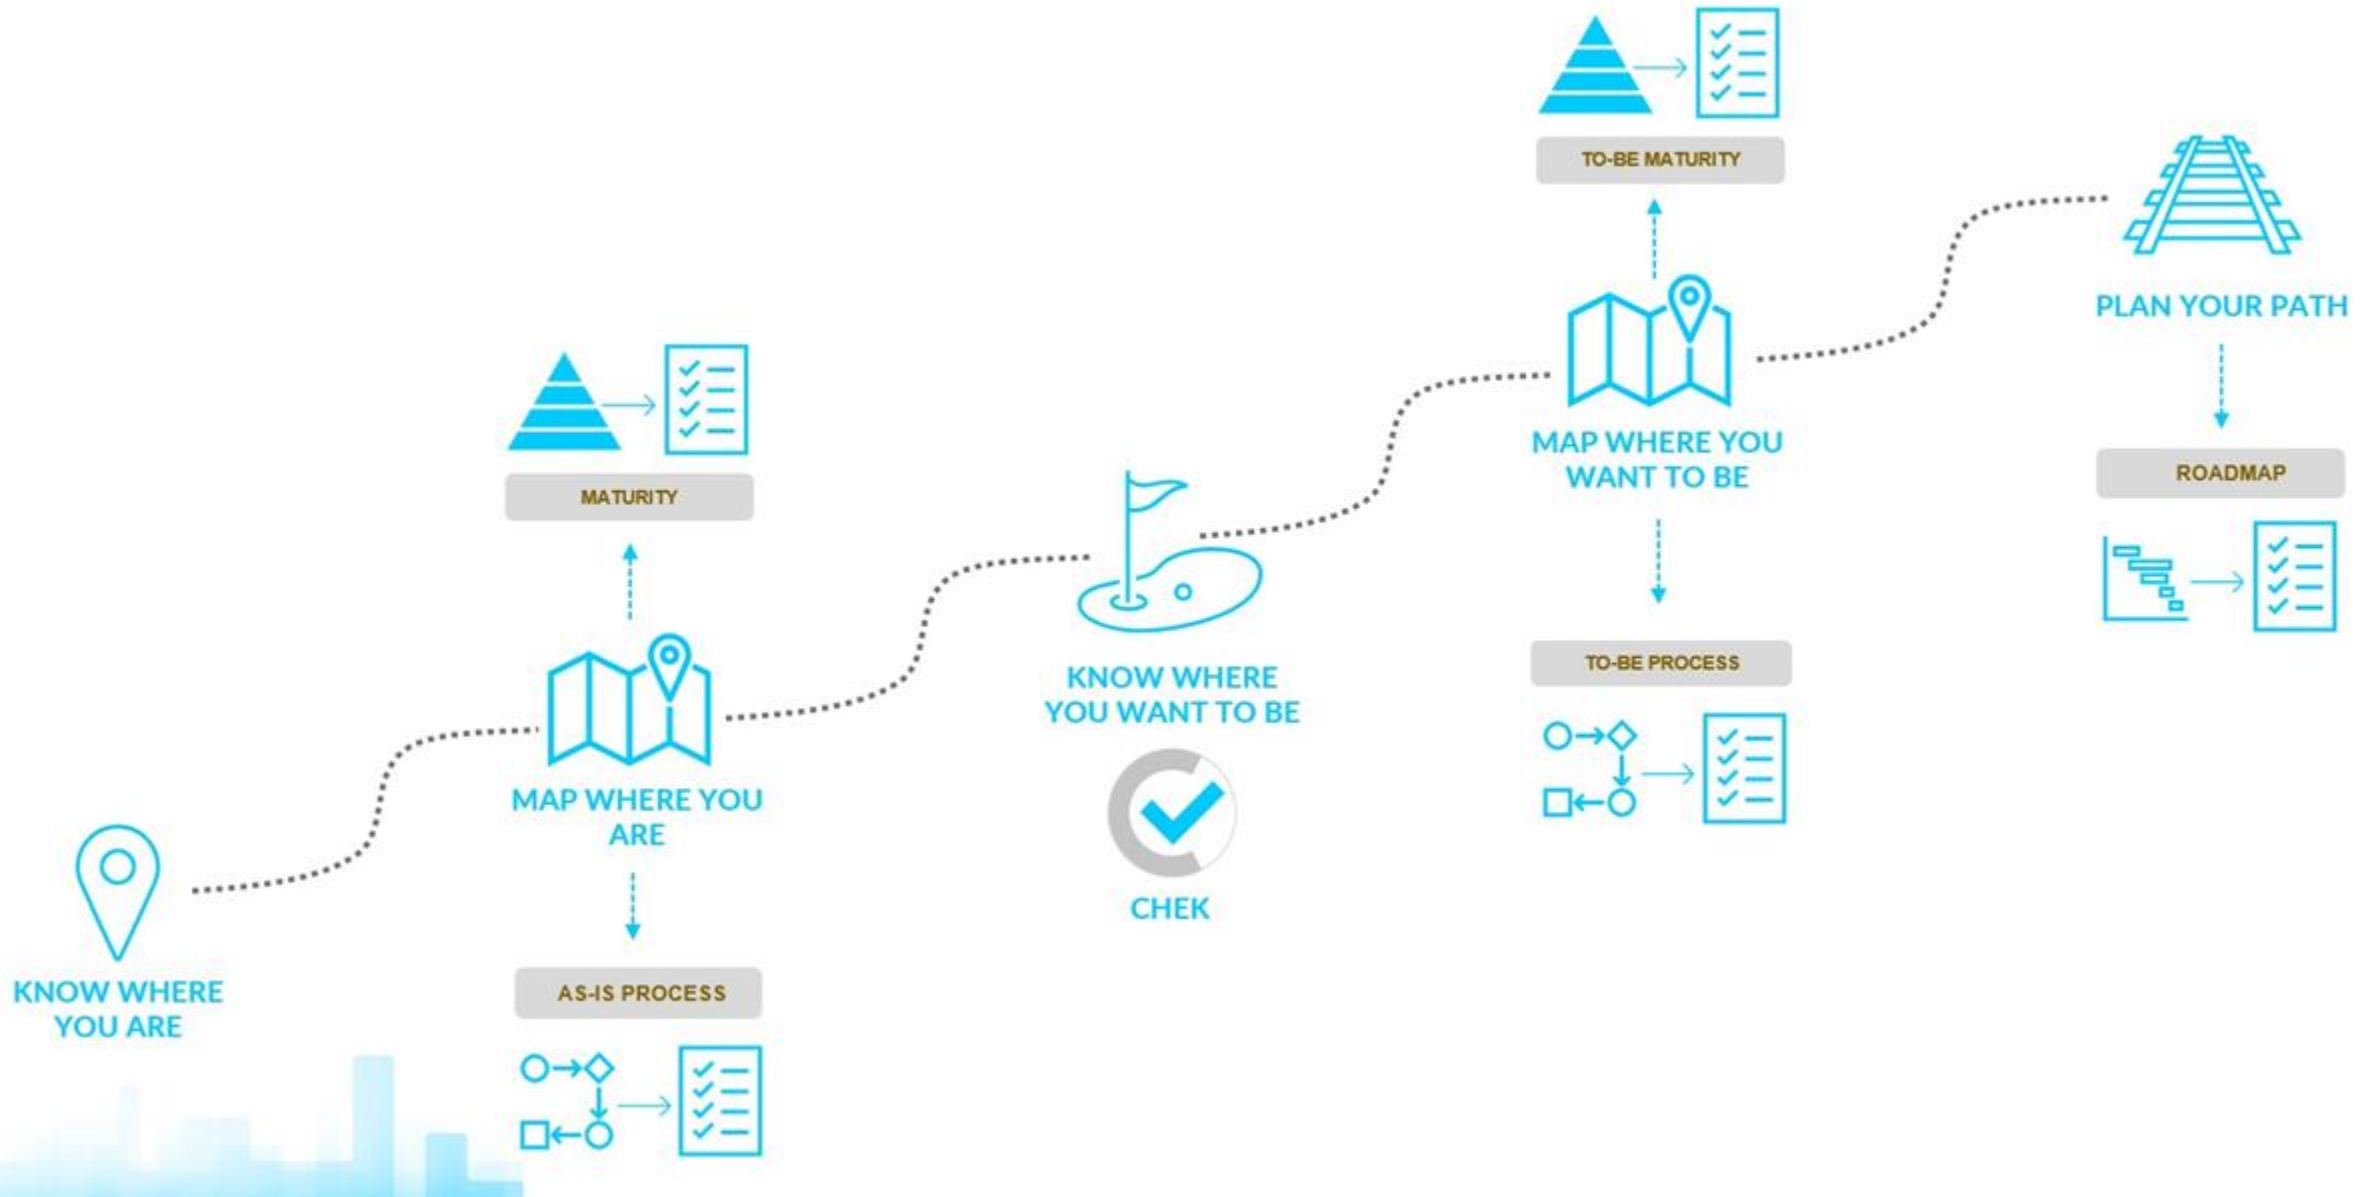 KNOW WHERE
YOU ARE
MATURITY
MAP WHERE YOU
ARE
AS-IS PROCESS
KNOW WHERE
YOU WANT TO BE
CHEK
TO-BE MATURITY
MAP WHERE YOU
WANT TO BE
TO-BE PROCESS
PLAN YOUR PATH
ROADMAP